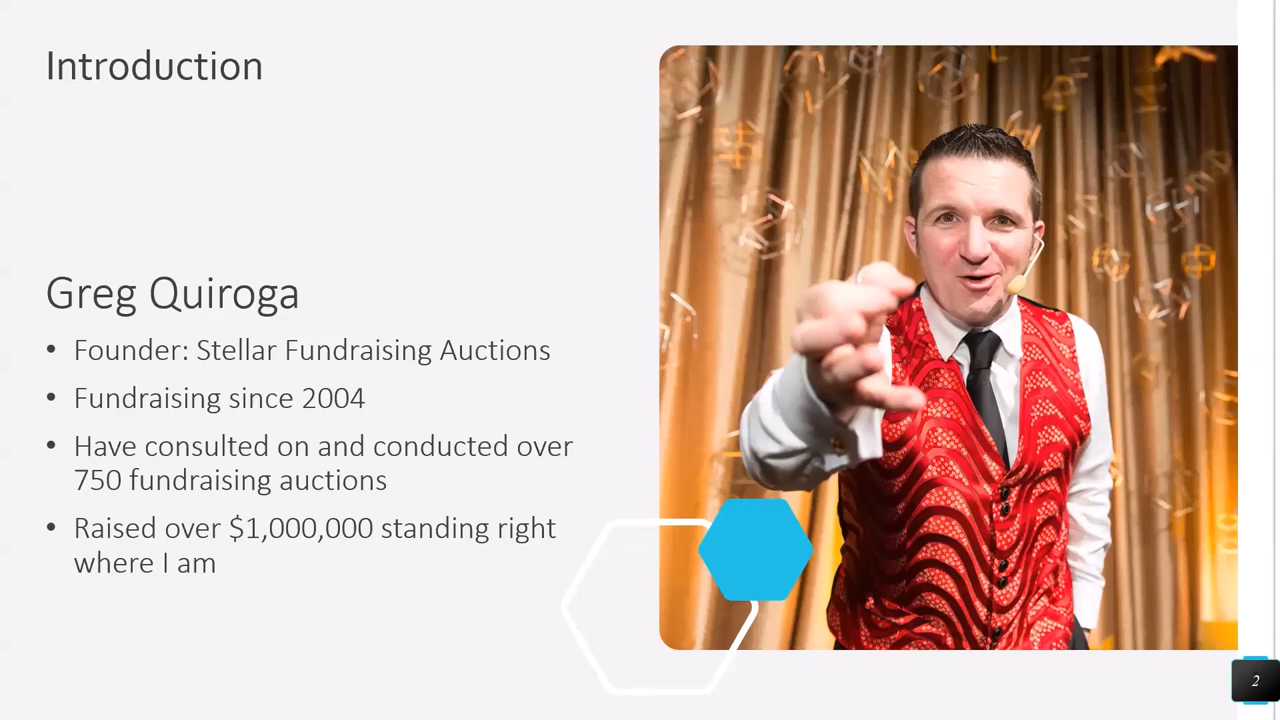 Introduction
Greg Quiroga
• Founder: Stellar Fundraising Auctions
• Fundraising since 2004
• Have consulted on and conducted over
750 fundraising auctions
• Raised over $1,000,000 standing right
where I am
2